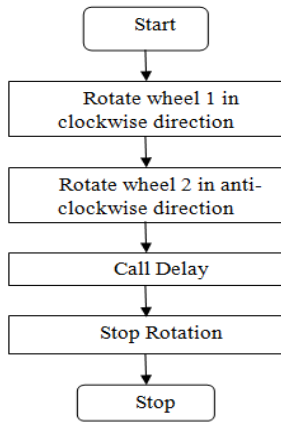 Start
Rotate wheel 1 in
clockwise direction
Rotate wheel 2 in anti-
clockwise direction
Call Delay
Stop Rotation
Stop